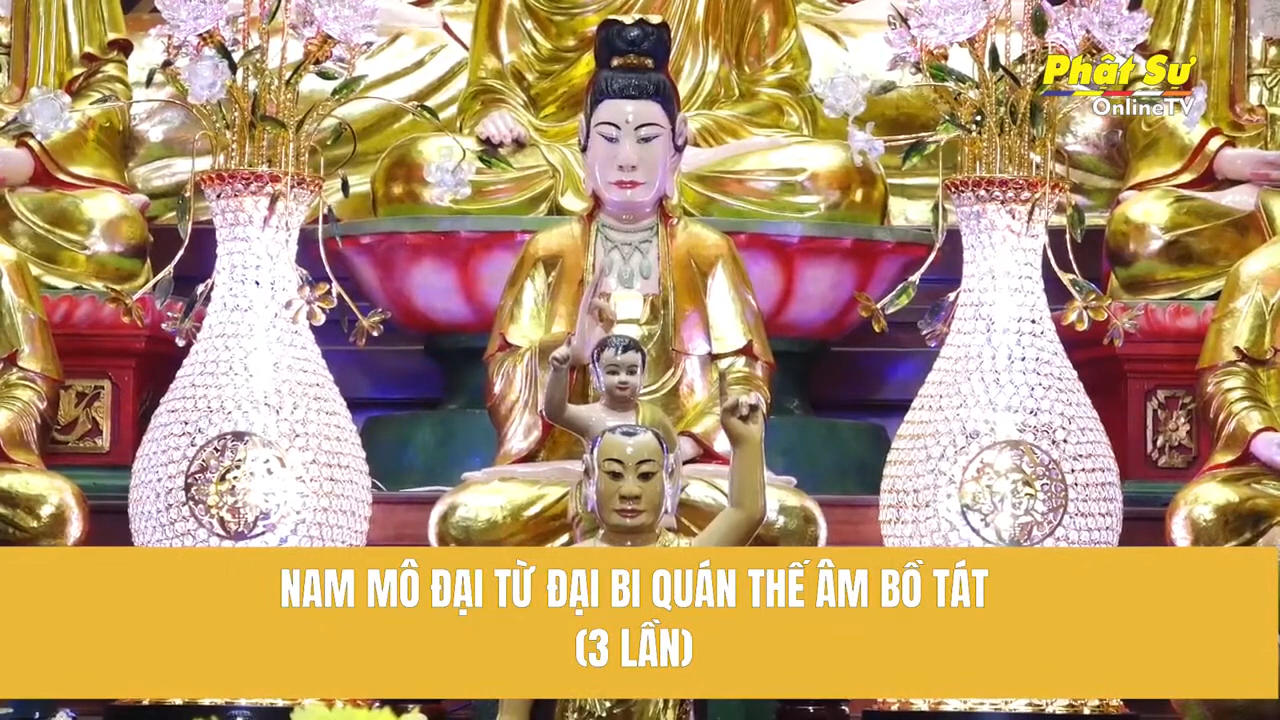 Phật Sự
OnlineTV
NAM MÔ ĐẠI TỪ ĐẠI BI QUÁN THẾ ÂM BỒ TÁT
(3 LẦN)